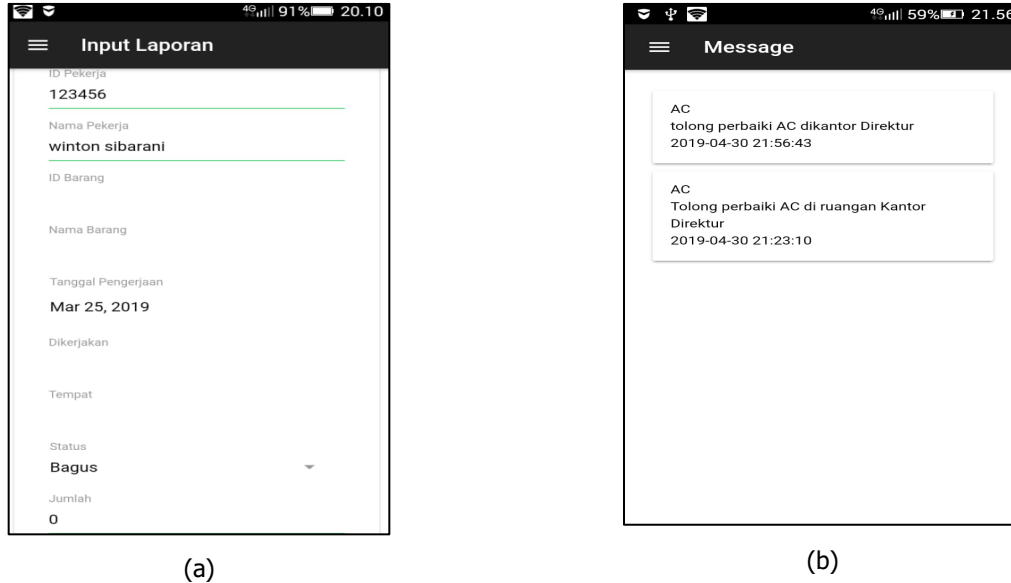 4G 91% 20.10
Input Laporan
ID Pekerja
123456
Nama Pekerja
winton sibarani
ID Barang
Nama Barang
Tanggal Pengerjaan
Mar 25, 2019
Dikerjakan
Tempat
Status
Bagus
Jumlah
0
(a)
4G 59% 21.56
Message
AC
tolong perbaiki AC dikantor Direktur
2019-04-30 21:56:43
AC
Tolong perbaiki AC di ruangan Kantor
Direktur
2019-04-30 21:23:10
(b)